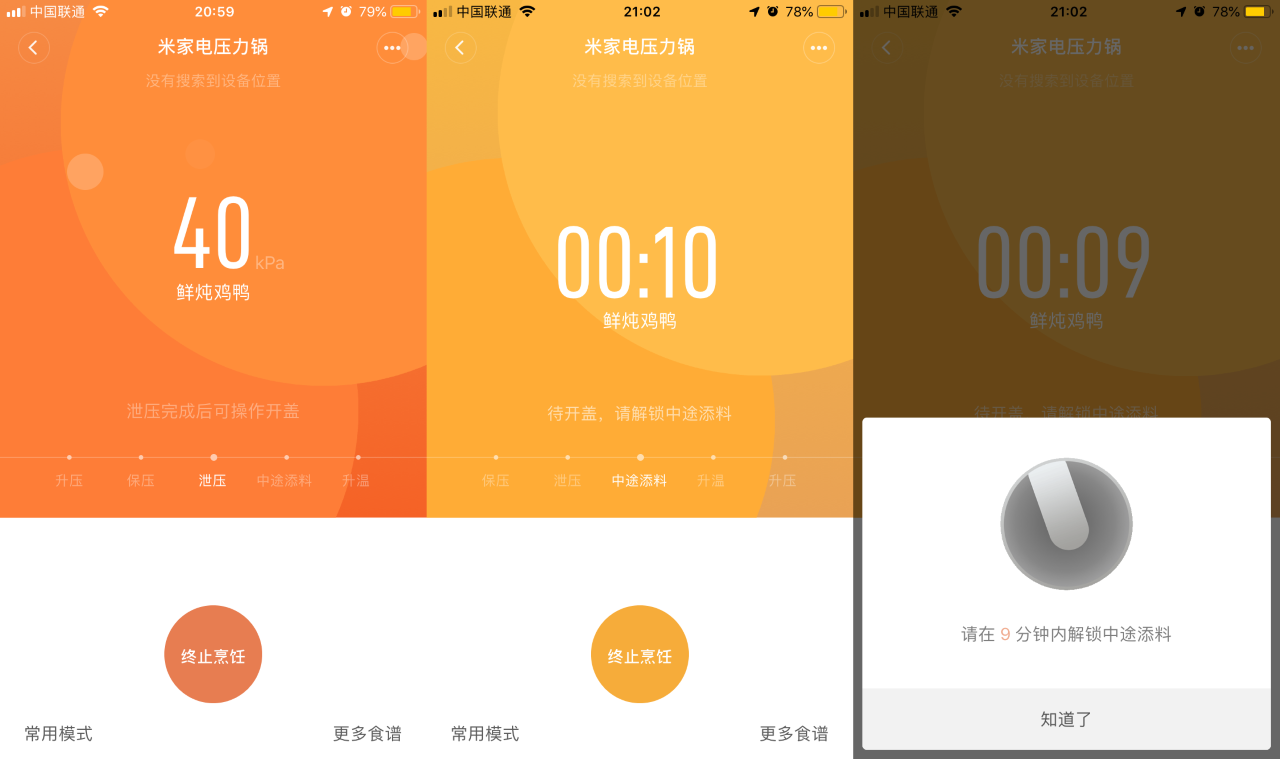 中国联通
20:59
79%
米家电压力锅
没有搜索到设备位置
40 kPa
鲜炖鸡鸭
泄压完成后可操作开盖
升压 保压 泄压 中途添料 升温
终止烹饪
常用模式 更多食谱
中国联通
21:02
78%
米家电压力锅
没有搜索到设备位置
00:10
鲜炖鸡鸭
待开盖，请解锁中途添料
保压 泄压 中途添料 升温 升压
终止烹饪
常用模式 更多食谱
中国联通
21:02
78%
米家电压力锅
没有搜索到设备位置
00:09
鲜炖鸡鸭
待开盖，请解锁中途添料
请在 9 分钟内解锁中途添料
知道了